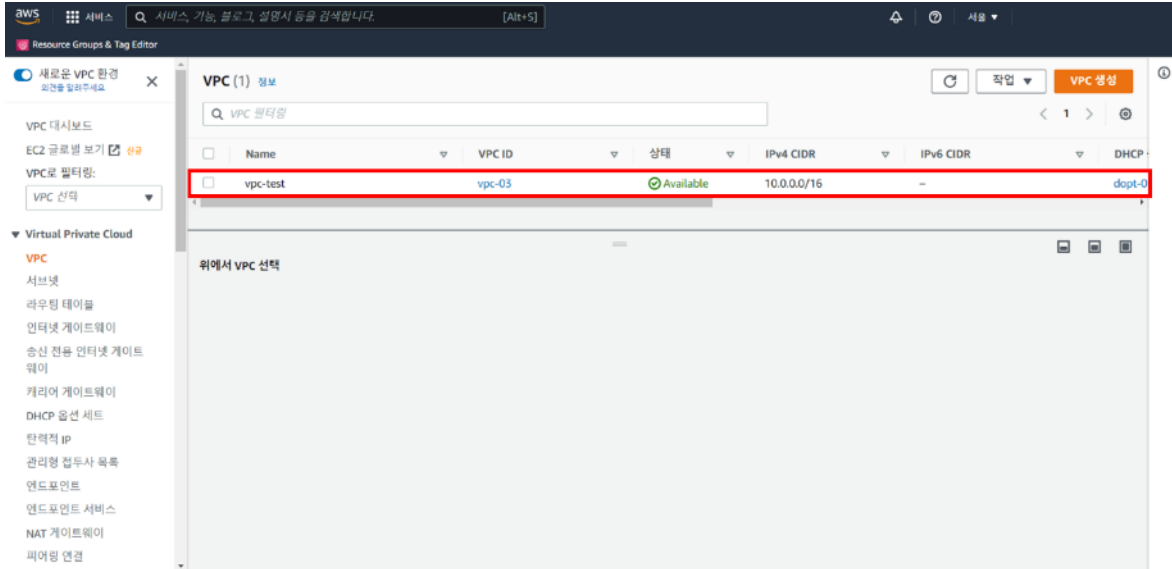 aws 서비스 서비스, 기능, 블로그, 설명서 등을 검색합니다. [Alt+S] 서울 ▼
Resource Groups & Tag Editor
새로운 VPC 환경
의견을 알려주세요
VPC 대시보드
EC2 글로벌 보기 신규
VPC로 필터링:
VPC 선택
Virtual Private Cloud
VPC
서브넷
라우팅 테이블
인터넷 게이트웨이
송신 전용 인터넷 게이트
웨이
캐리어 게이트웨이
DHCP 옵션 세트
탄력적 IP
관리형 접두사 목록
엔드포인트
엔드포인트 서비스
NAT 게이트웨이
피어링 연결
VPC (1) 정보 작업 ▼ VPC 생성
VPC 필터링 < 1 >
Name VPC ID 상태 IPv4 CIDR IPv6 CIDR DHCP
vpc-test vpc-03 Available 10.0.0.0/16 – dopt-0
위에서 VPC 선택